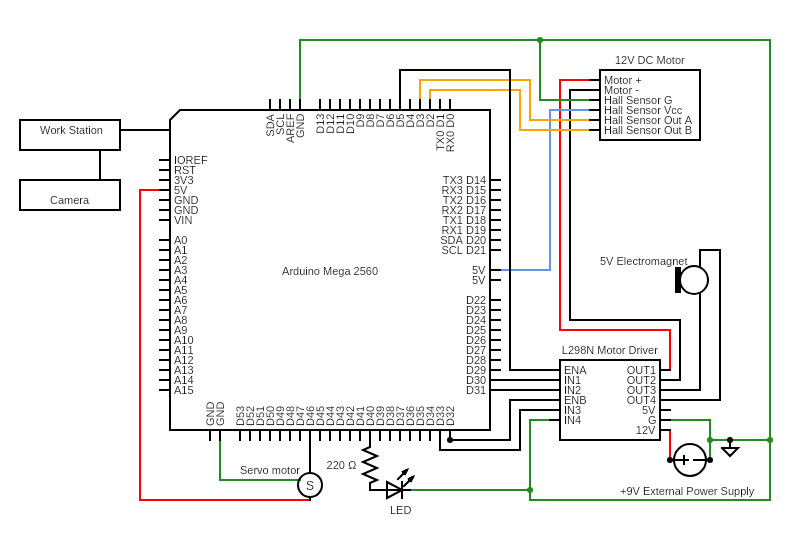 12V DC Motor
Motor +
Motor -
Hall Sensor G
Hall Sensor Vcc
Hall Sensor Out A
Hall Sensor Out B
SDA
SCL
AREF
GND
D13
D12
D11
D10
D9
D8
D7
D6
D5
D4
D3
D2
TX0 D1
RX0 D0
Work Station
Camera
IOREF
RST
3V3
5V
GND
GND
VIN
A0
A1
A2
A3
A4
A5
A6
A7
A8
A9
A10
A11
A12
A13
A14
A15
Arduino Mega 2560
TX3 D14
RX3 D15
TX2 D16
RX2 D17
TX1 D18
RX1 D19
SDA D20
SCL D21
5V
5V
D22
D23
D24
D25
D26
D27
D28
D29
D30
D31
5V Electromagnet
L298N Motor Driver
ENA
IN1
IN2
ENB
IN3
IN4
OUT1
OUT2
OUT3
OUT4
5V
G
12V
GND
GND
D53
D52
D51
D50
D49
D48
D47
D46
D45
D44
D43
D42
D41
D40
D39
D38
D37
D36
D35
D34
D33
D32
Servo motor
S
220 Ω
LED
+9V External Power Supply